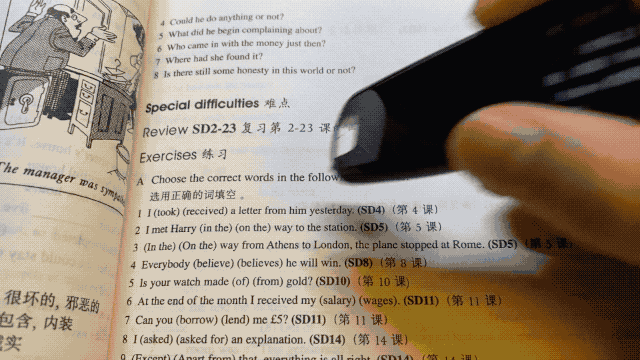 4 Could he do anything or not?
5 What did he begin complaining about?
6 Who came in with the money just then?
7 Where had she found it?
8 Is there still some honesty in this world or not?
Special difficulties 难点
Review SD2-23 复习第 2-23 课
Exercises 练习
A Choose the correct words in the
选用正确的词填空。
1 I (took) (received) a letter from him yesterday. (SD4)（第 4 课）
2 I met Harry (in the) (on the) way to the station. (SD5)（第 5 课）
3 (In the) (On the) way from Athens to London, the plane stopped at Rome. (SD5)（第 5 课）
4 Everybody (believe) (believes) he will win. (SD8)（第 8 课）
5 Is your watch made (of) (from) gold? (SD10)（第 10 课）
6 At the end of the month I received my (salary) (wages). (SD11)（第 11 课）
7 Can you (borrow) (lend) me £5? (SD11)（第 11 课）
8 I (asked) (asked for) an explanation. (SD14)（第 14 课）
9 (Except) (Apart from) that, everything is all right. (SD14)（第 14 课）
The manager was
很坏的, 邪恶的
包含, 内装